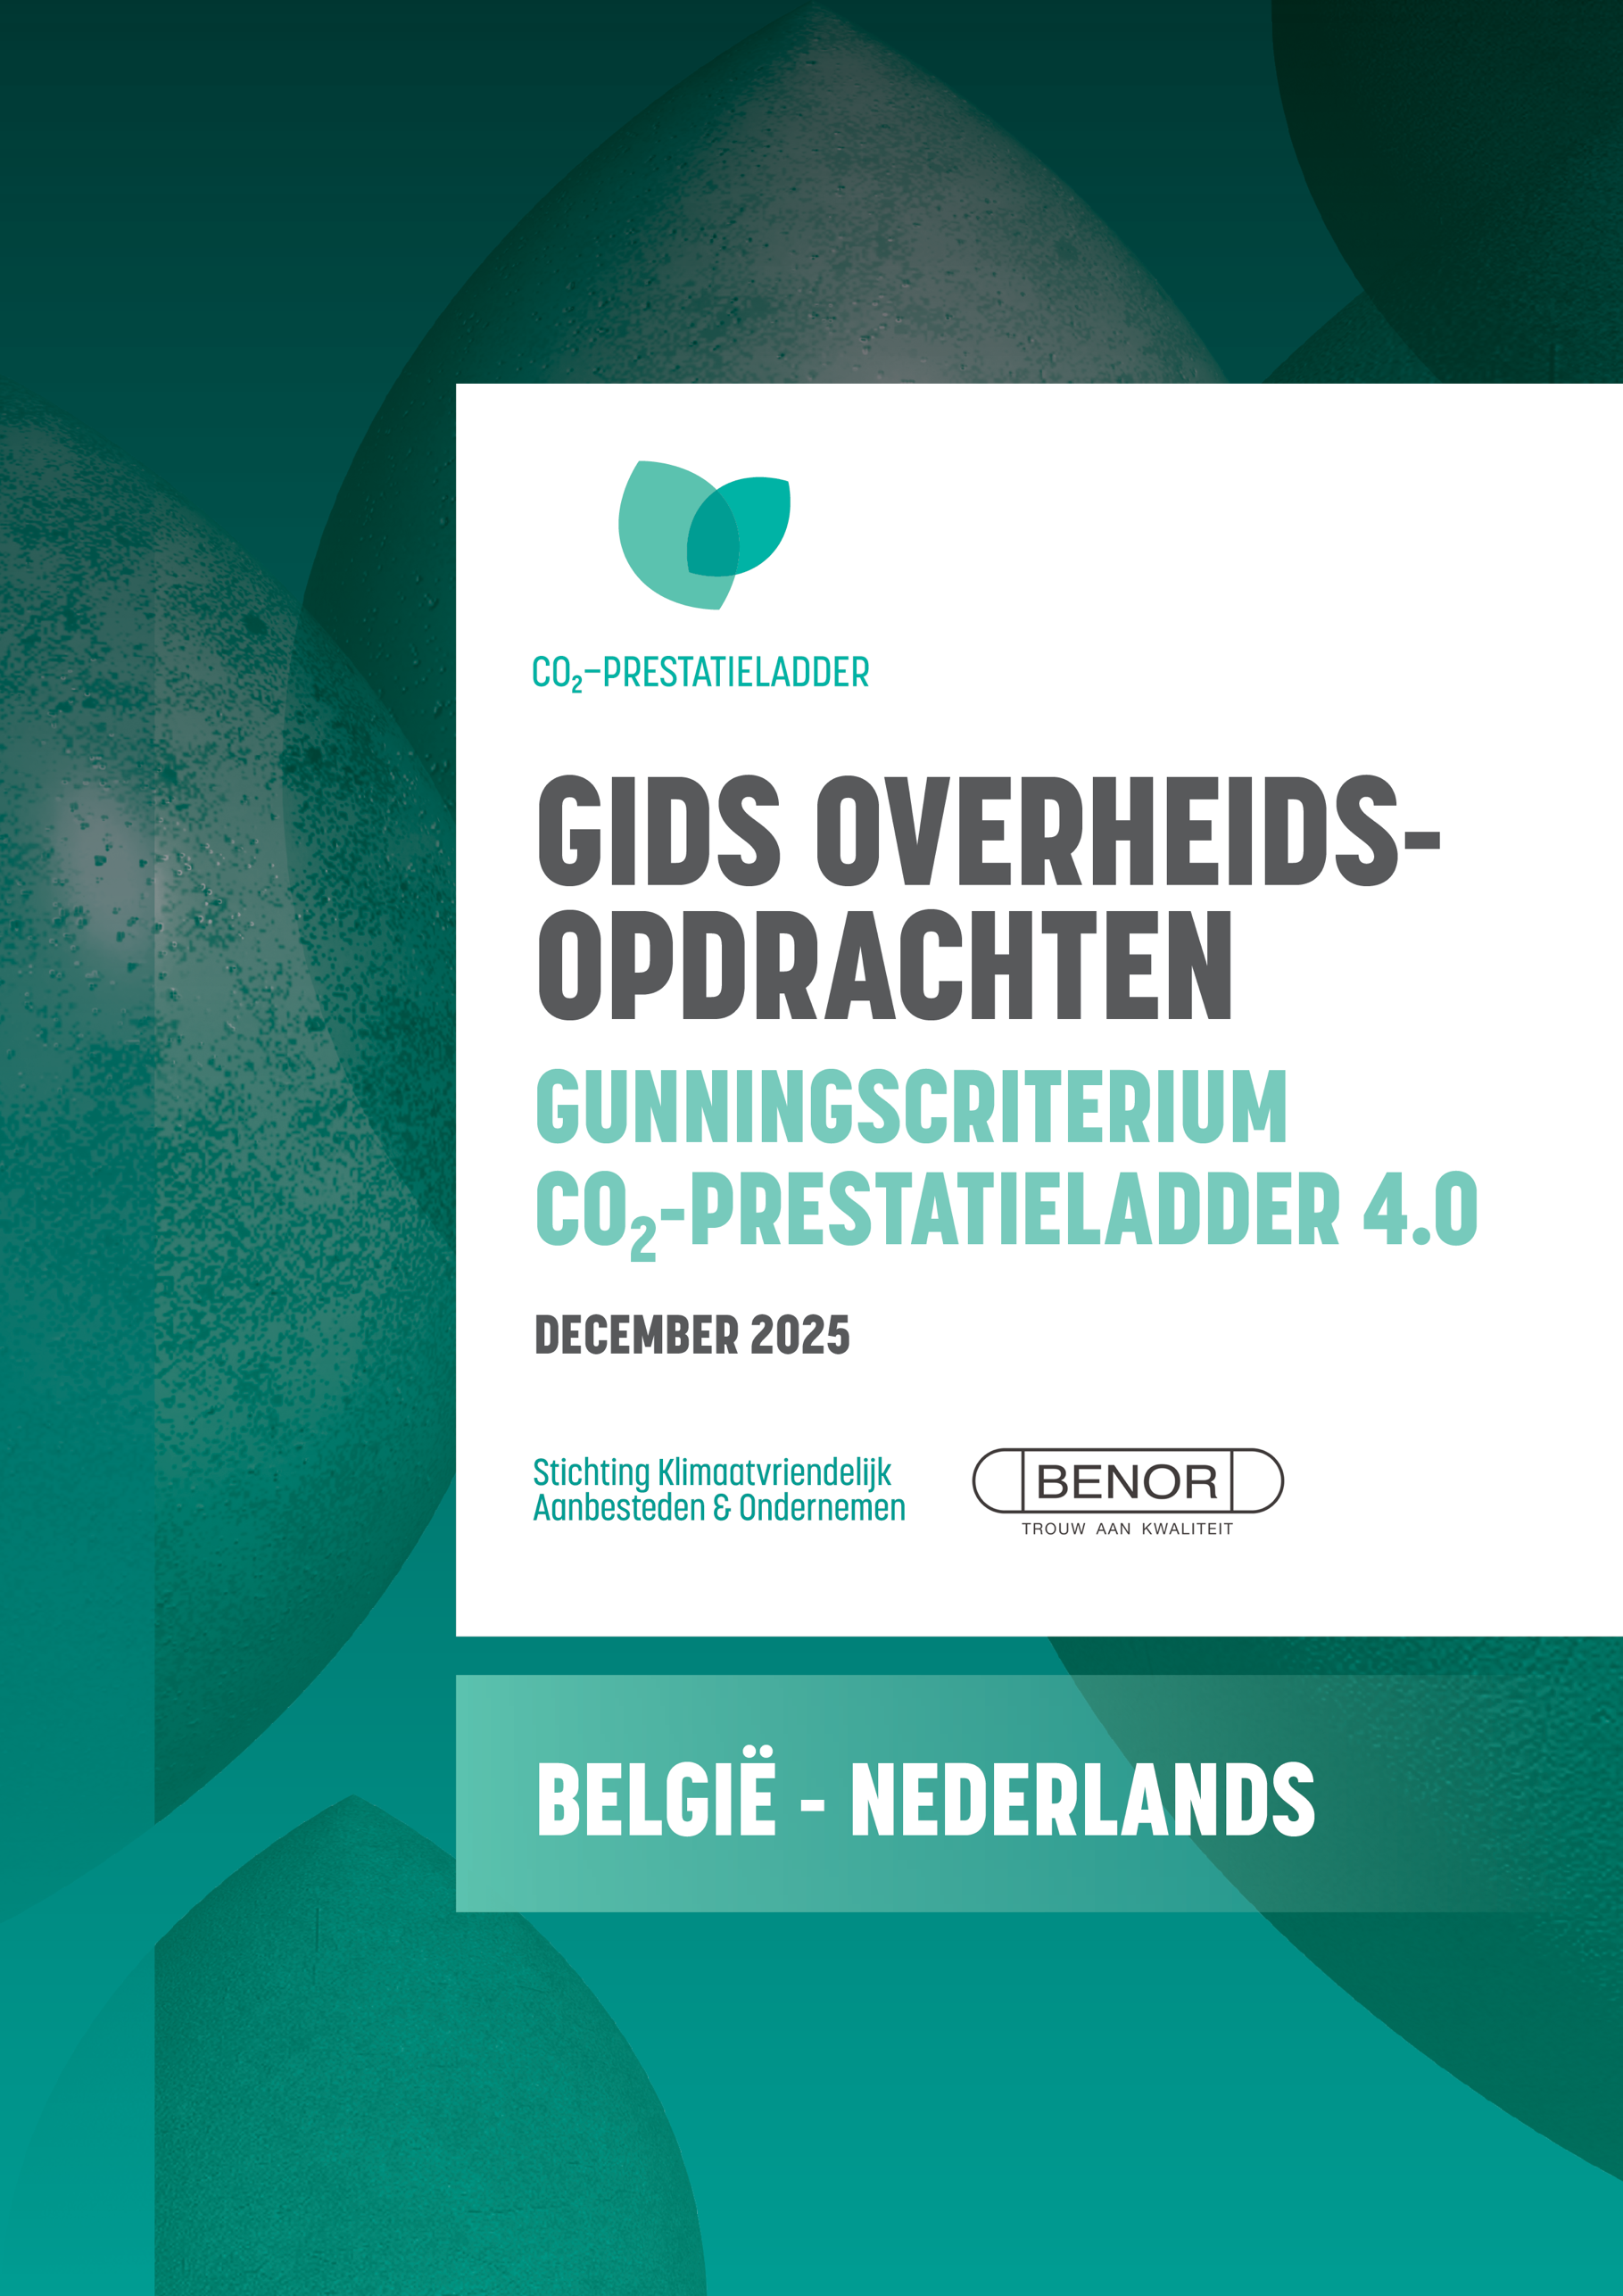 CO₂–PRESTATIELADDER
GIDS OVERHEIDS-
OPDRACHTEN
GUNNINGSCRITERIUM
CO₂-PRESTATIELADDER 4.0
DECEMBER 2025
Stichting Klimaatvriendelijk
Aanbesteden & Ondernemen
BENOR
TROUW AAN KWALITEIT
BELGIË - NEDERLANDS